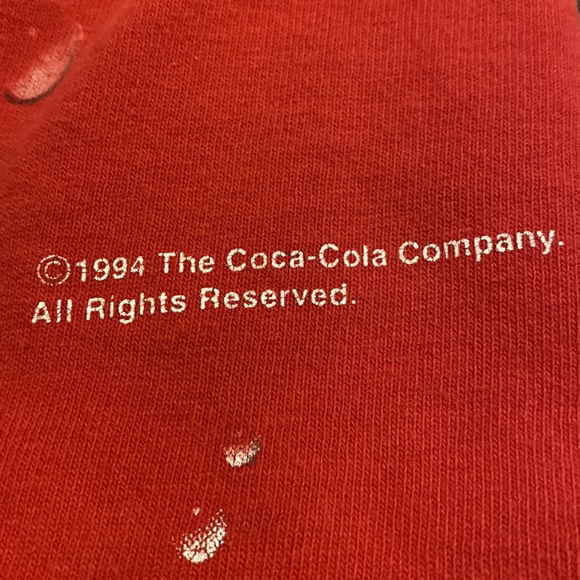 ©1994 The Coca-Cola Company.
All Rights Reserved.